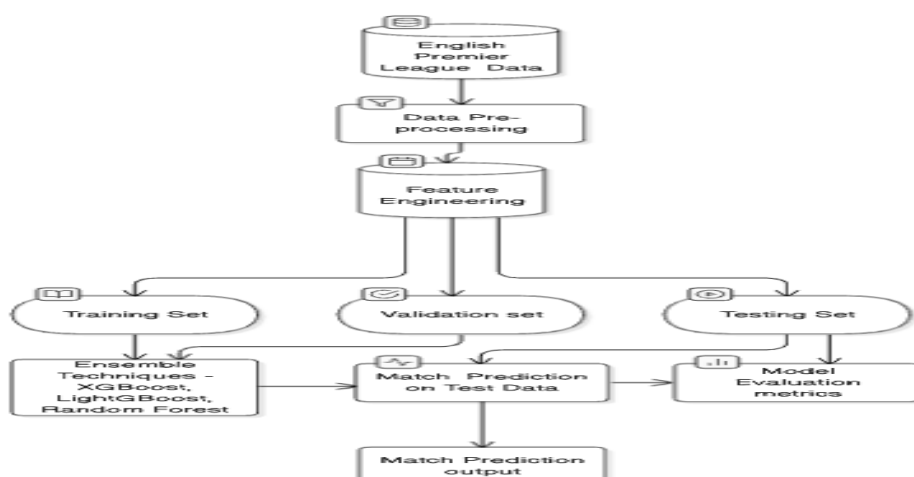 English
Premier
League Data
Data Pre-
processing
Feature
Engineering
Training Set
Validation set
Testing Set
Ensemble
Techniques -
XGBoost,
LightGBoost,
Random Forest
Match Prediction
on Test Data
Model
Evaluation
metrics
Match Prediction
output